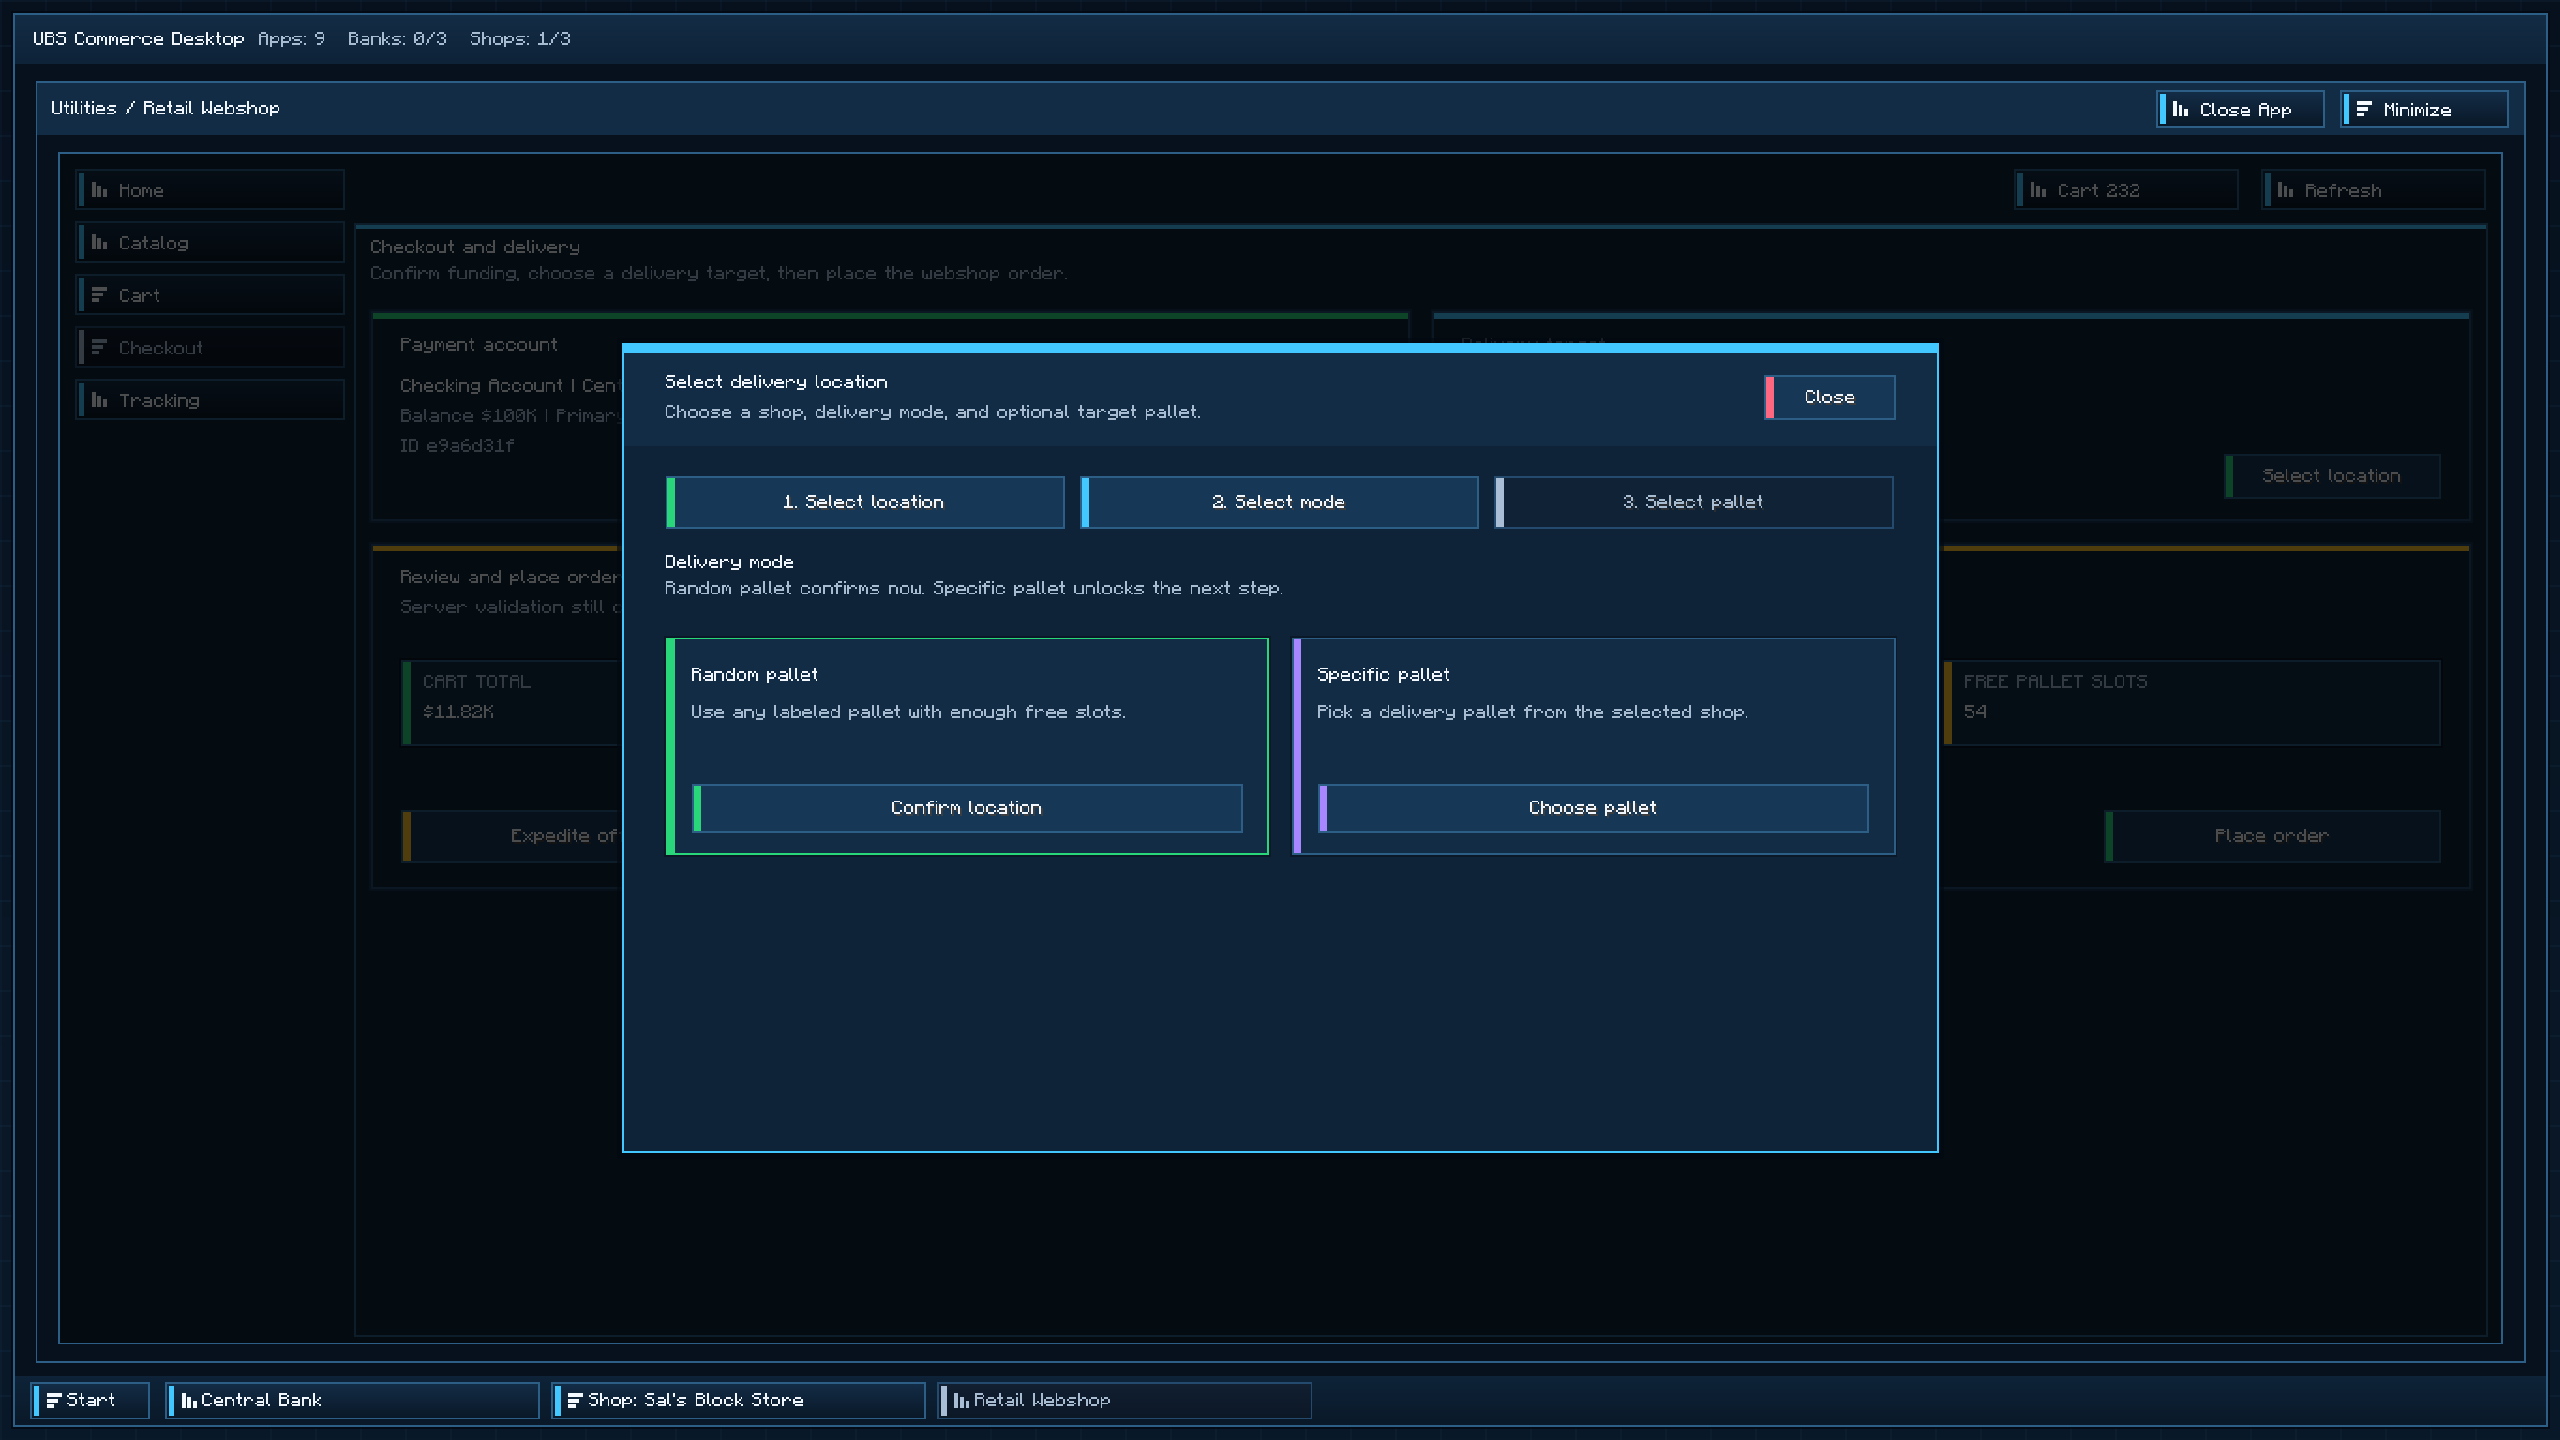 UBS Commerce Desktop Apps: 9 Banks: 0/3 Shops: 1/3
Utilities / Retail Webshop
Close App
Minimize
Home
Catalog
Cart
Checkout
Tracking
Cart 232
Refresh
Checkout and delivery
Confirm funding, choose a delivery target, then place the webshop order.
Payment account
Checking Account | Cent
Balance $100K | Primary
ID e9a6d31f
Select location
Review and place order
Server validation still
CART TOTAL
$11.82K
FREE PALLET SLOTS
54
Expedite of
Place order
Select delivery location
Choose a shop, delivery mode, and optional target pallet.
Close
1. Select location
2. Select mode
3. Select pallet
Delivery mode
Random pallet confirms now. Specific pallet unlocks the next step.
Random pallet
Use any labeled pallet with enough free slots.
Confirm location
Specific pallet
Pick a delivery pallet from the selected shop.
Choose pallet
Start
Central Bank
Shop: Sal's Block Store
Retail Webshop